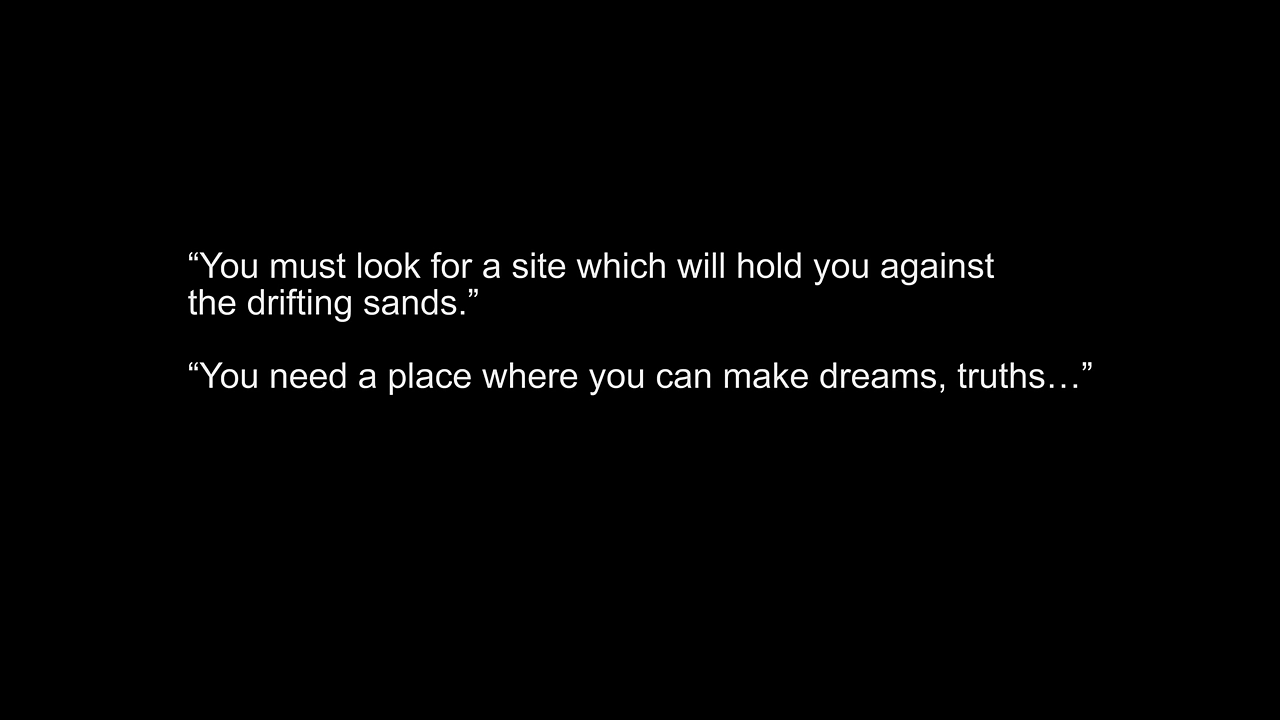 “You must look for a site which will hold you against
the drifting sands.”
“You need a place where you can make dreams, truths…”